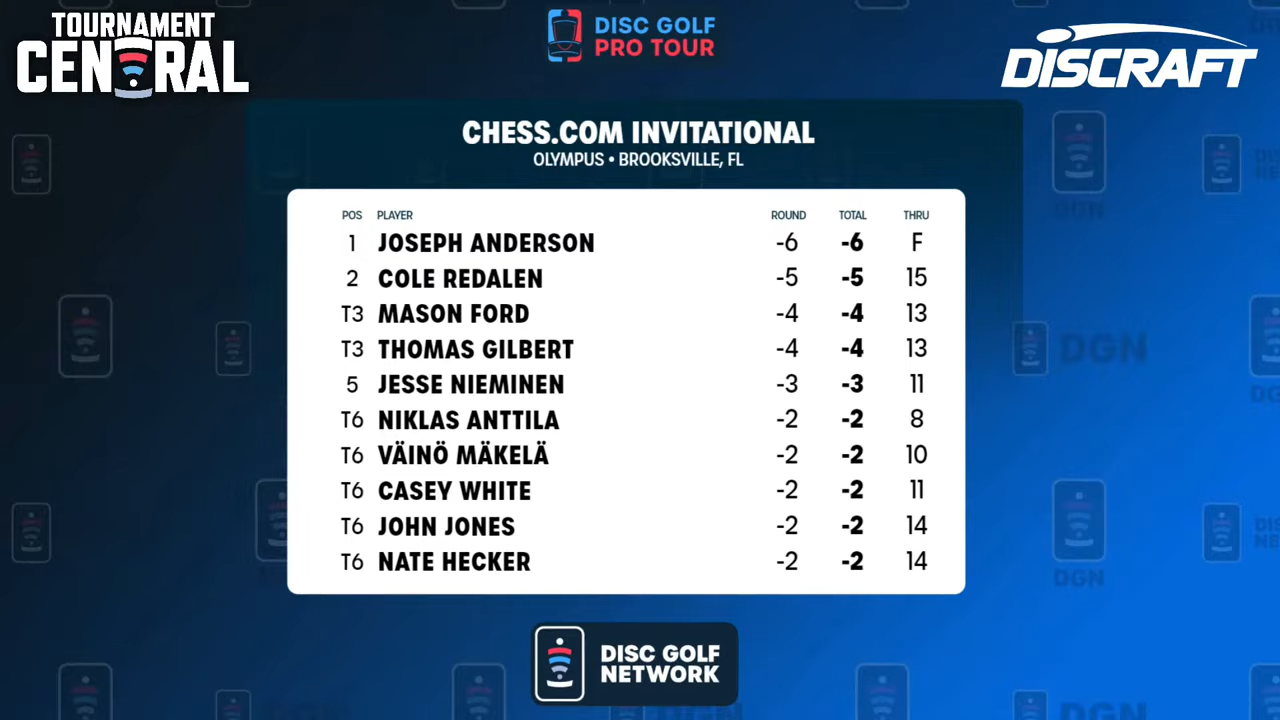 TOURNAMENT
CENTRAL
DISC GOLF
PRO TOUR
DISCRAFT
CHESS.COM INVITATIONAL
OLYMPUS • BROOKSVILLE, FL
POS PLAYER ROUND TOTAL THRU
1 JOSEPH ANDERSON -6 -6 F
2 COLE REDALEN -5 -5 15
T3 MASON FORD -4 -4 13
T3 THOMAS GILBERT -4 -4 13
5 JESSE NIEMINEN -3 -3 11
T6 NIKLAS ANTTILA -2 -2 8
T6 VÄINÖ MÄKELÄ -2 -2 10
T6 CASEY WHITE -2 -2 11
T6 JOHN JONES -2 -2 14
T6 NATE HECKER -2 -2 14
DGN
DGN
DGN
DISC GOLF
NETWORK